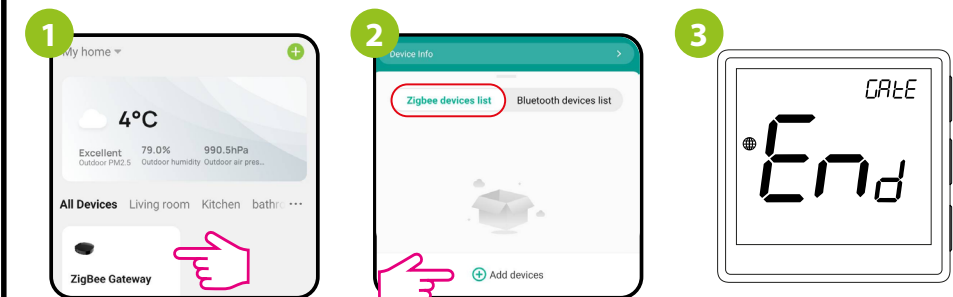 1
My home
4°C
Excellent 79.0% 990.5hPa
Outdoor PM2.5 Outdoor humidity Outdoor air pres...
All Devices Living room Kitchen bathro ...
ZigBee Gateway
2
Device Info
Zigbee devices list Bluetooth devices list
Add devices
3
GAtE
End